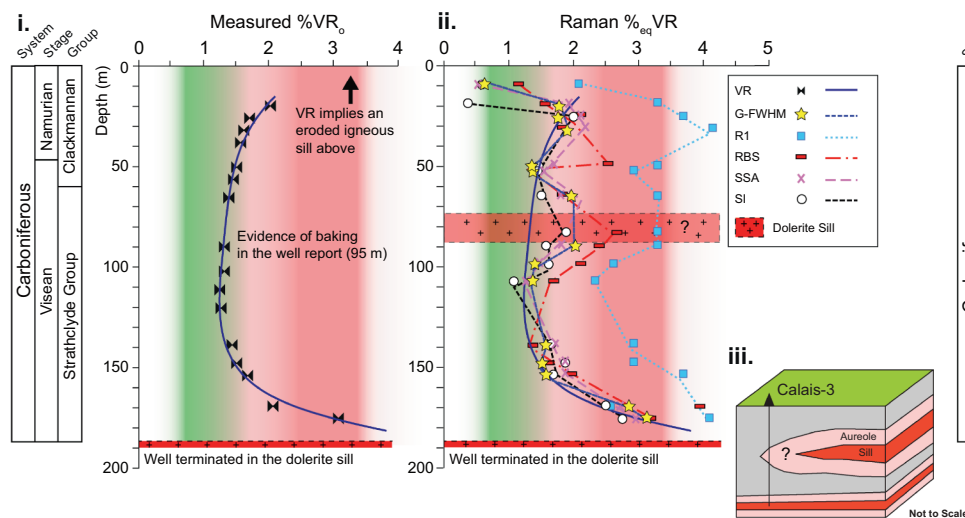 i.
Measured %VRo
0 1 2 3 4
System
Stage
Group
Carboniferous
Namurian
Visean
Clackmannan
Strathclyde Group
Depth (m)
0
50
100
150
200
VR implies an
eroded igneous
sill above
Evidence of baking
in the well report (95 m)
Well terminated in the dolerite sill
ii.
Raman %eqVR
0 1 2 3 4 5
0
50
100
150
200
?
Well terminated in the dolerite sill
VR
G-FWHM
R1
RBS
SSA
SI
Dolerite Sill
iii.
Calais-3
Aureole
Sill
?
Not to Scale